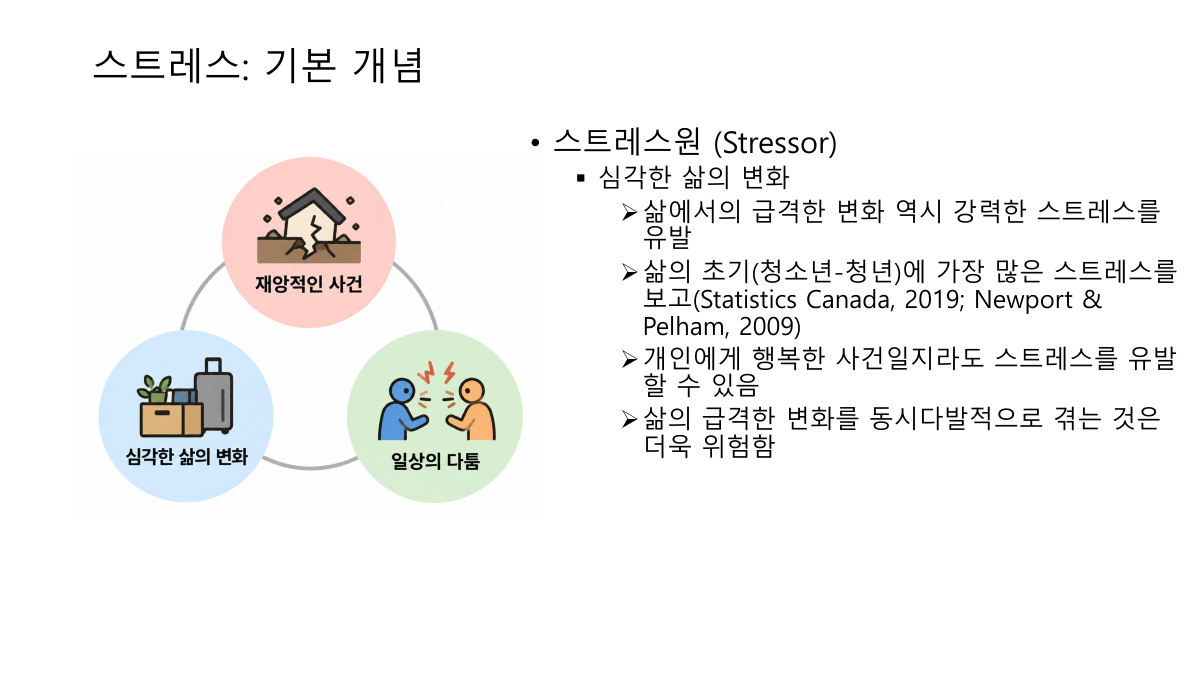 스트레스: 기본 개념
재앙적인 사건
심각한 삶의 변화
일상의 다툼
• 스트레스원 (Stressor)
▪ 심각한 삶의 변화
➢ 삶에서의 급격한 변화 역시 강력한 스트레스를
유발
➢ 삶의 초기(청소년-청년)에 가장 많은 스트레스를
보고(Statistics Canada, 2019; Newport &
Pelham, 2009)
➢ 개인에게 행복한 사건일지라도 스트레스를 유발
할 수 있음
➢ 삶의 급격한 변화를 동시다발적으로 겪는 것은
더욱 위험함